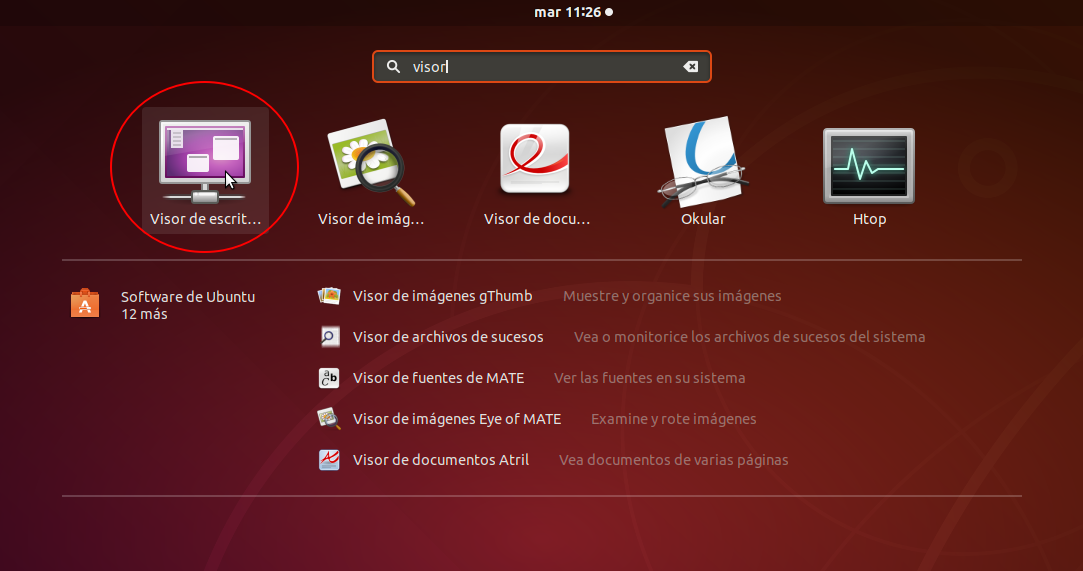 mar 11:26
visor
Visor de escrit...
Visor de imág...
Visor de docu...
Okular
Htop
Software de Ubuntu
12 más
Visor de imágenes gThumb Muestre y organice sus imágenes
Visor de archivos de sucesos Vea o monitorice los archivos de sucesos del sistema
Visor de fuentes de MATE Ver las fuentes en su sistema
Visor de imágenes Eye of MATE Examine y rote imágenes
Visor de documentos Atril Vea documentos de varias páginas